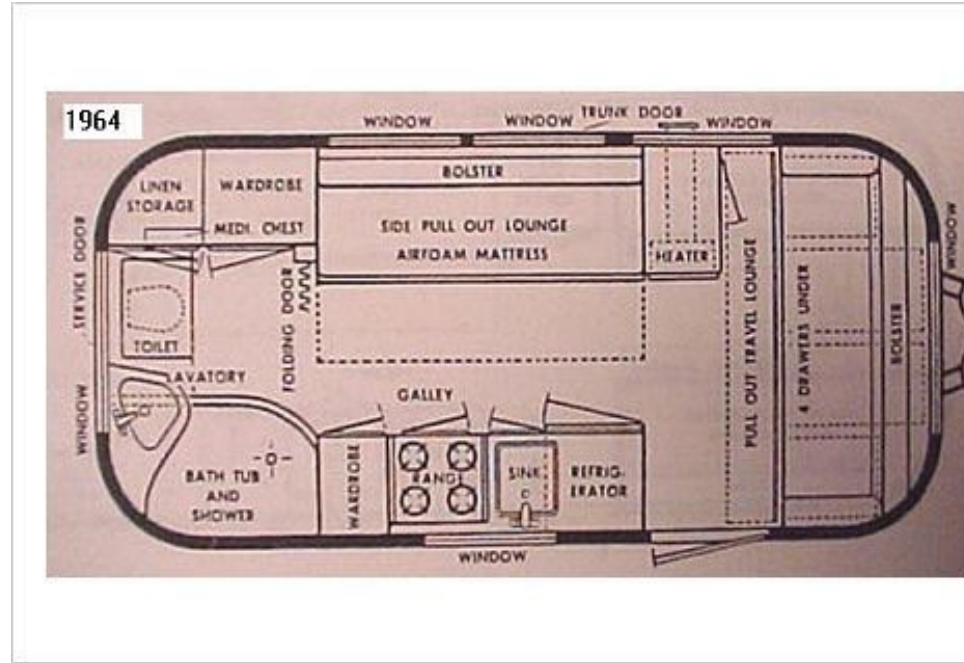 1964
TRUNK DOOR
WINDOW
WINDOW
WINDOW
LINEN
STORAGE
WARDROBE
MEDI. CHEST
BOLSTER
SIDE PULL OUT LOUNGE
AIRFOAM MATTRESS
HEATER
SERVICE DOOR
WINDOW
TOILET
FOLDING DOOR
LAVATORY
GALLEY
PULL OUT TRAVEL LOUNGE
4 DRAWERS UNDER
BOLSTER
WINDOW
BATH TUB
AND
SHOWER
WARDROBE
RANGE
SINK
REFRIG-
ERATOR
WINDOW